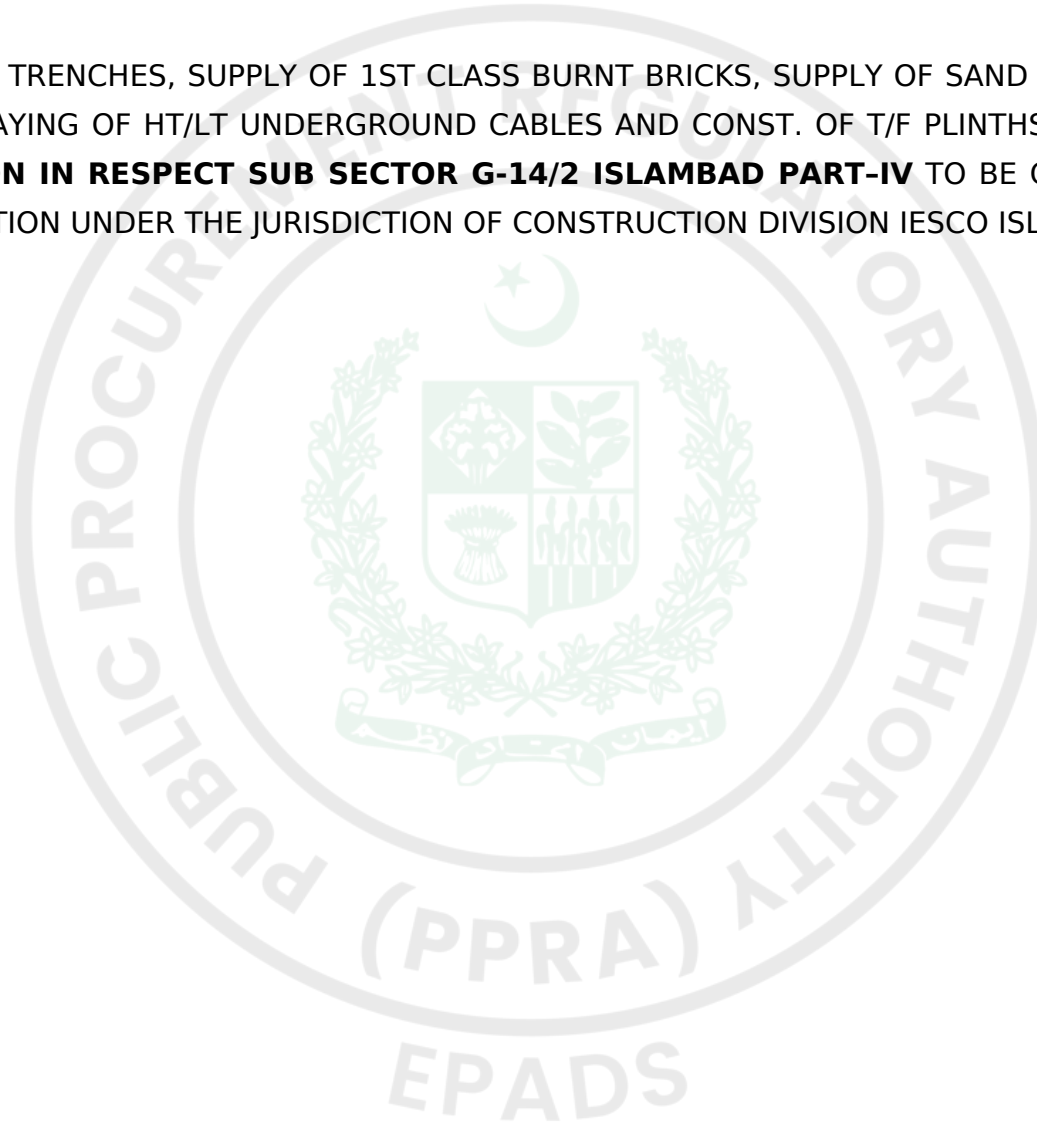 TRENCHES, SUPPLY OF 1ST CLASS BURNT BRICKS, SUPPLY OF SAND
AYING OF HT/LT UNDERGROUND CABLES AND CONST. OF T/F PLINTHS
N IN RESPECT SUB SECTOR G-14/2 ISLAMBAD PART–IV TO BE C
TION UNDER THE JURISDICTION OF CONSTRUCTION DIVISION IESCO ISL
PUBLIC PROCUREMENT REGULATORY AUTHORITY
(PPRA)
EPADS